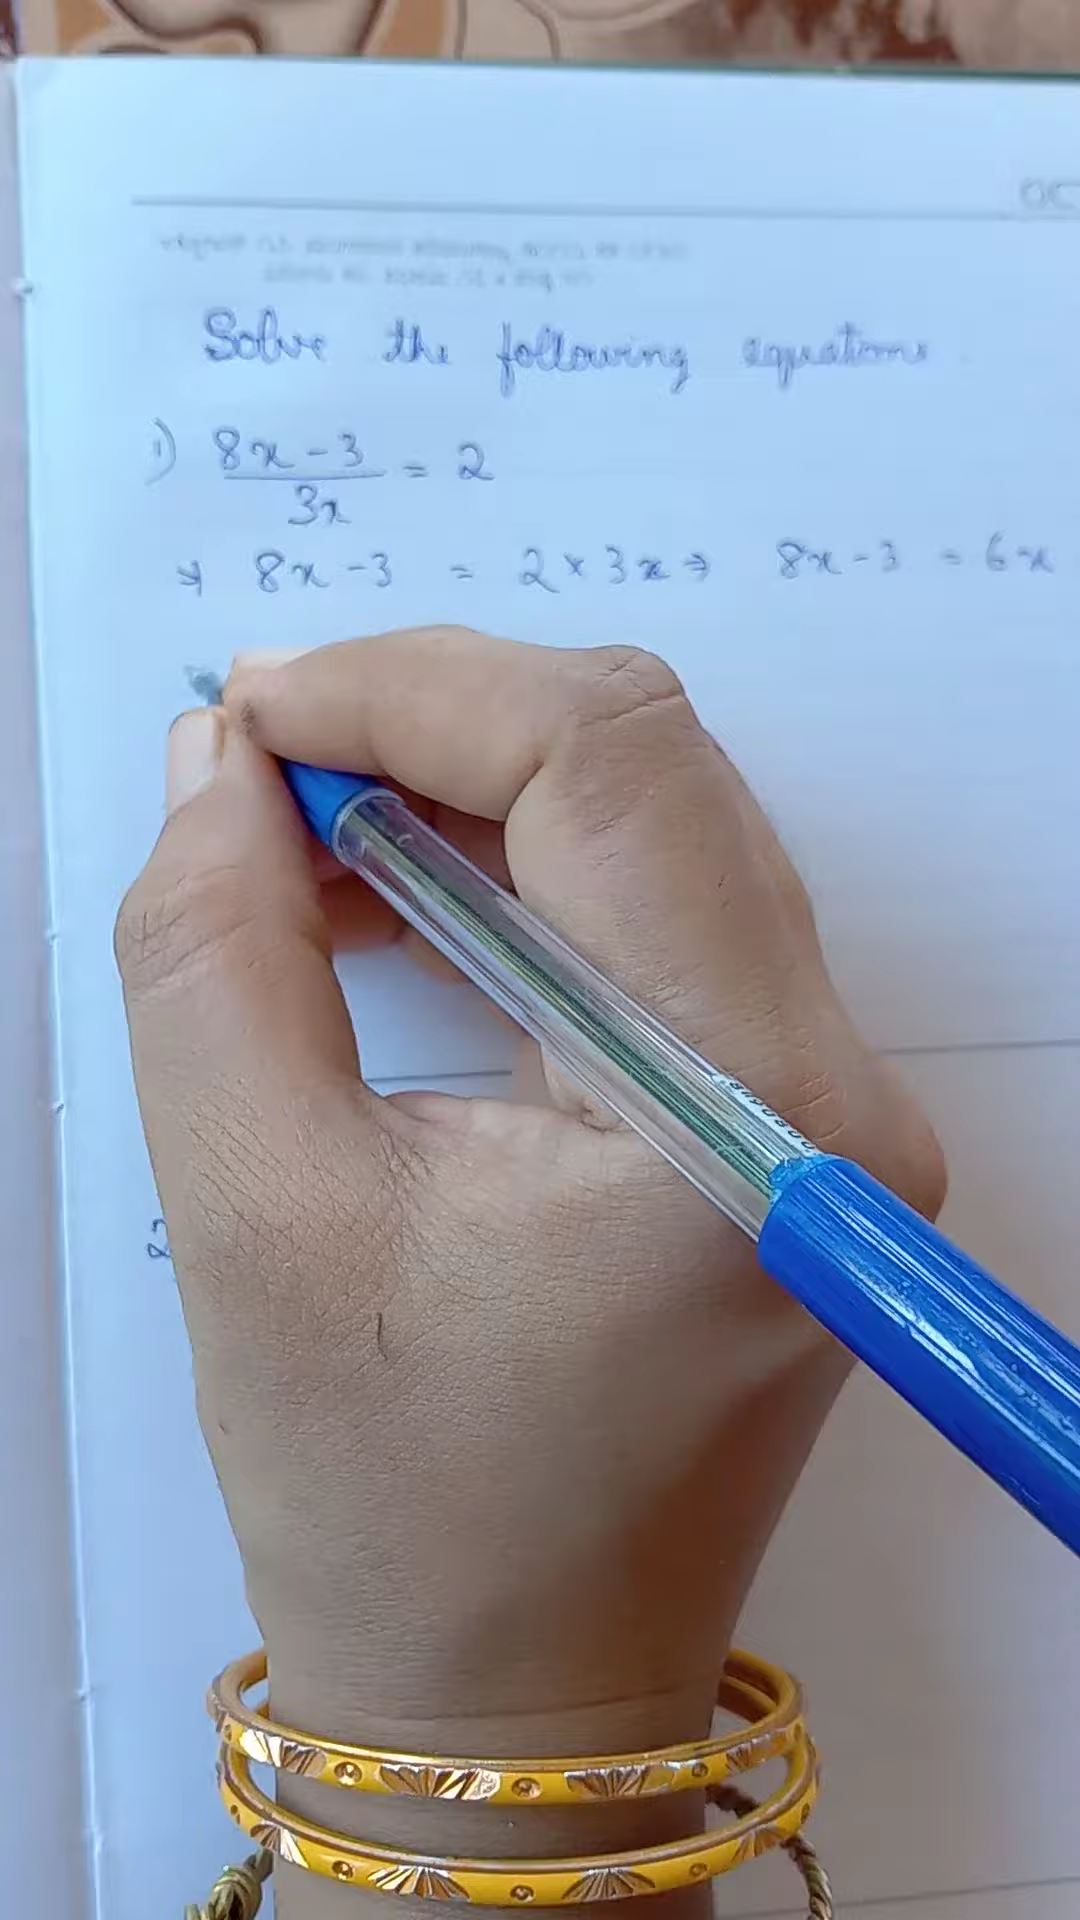 Solve the following equations.
1) 8x - 3 / 3x = 2
⇒ 8x - 3 = 2 × 3x ⇒ 8x - 3 = 6x